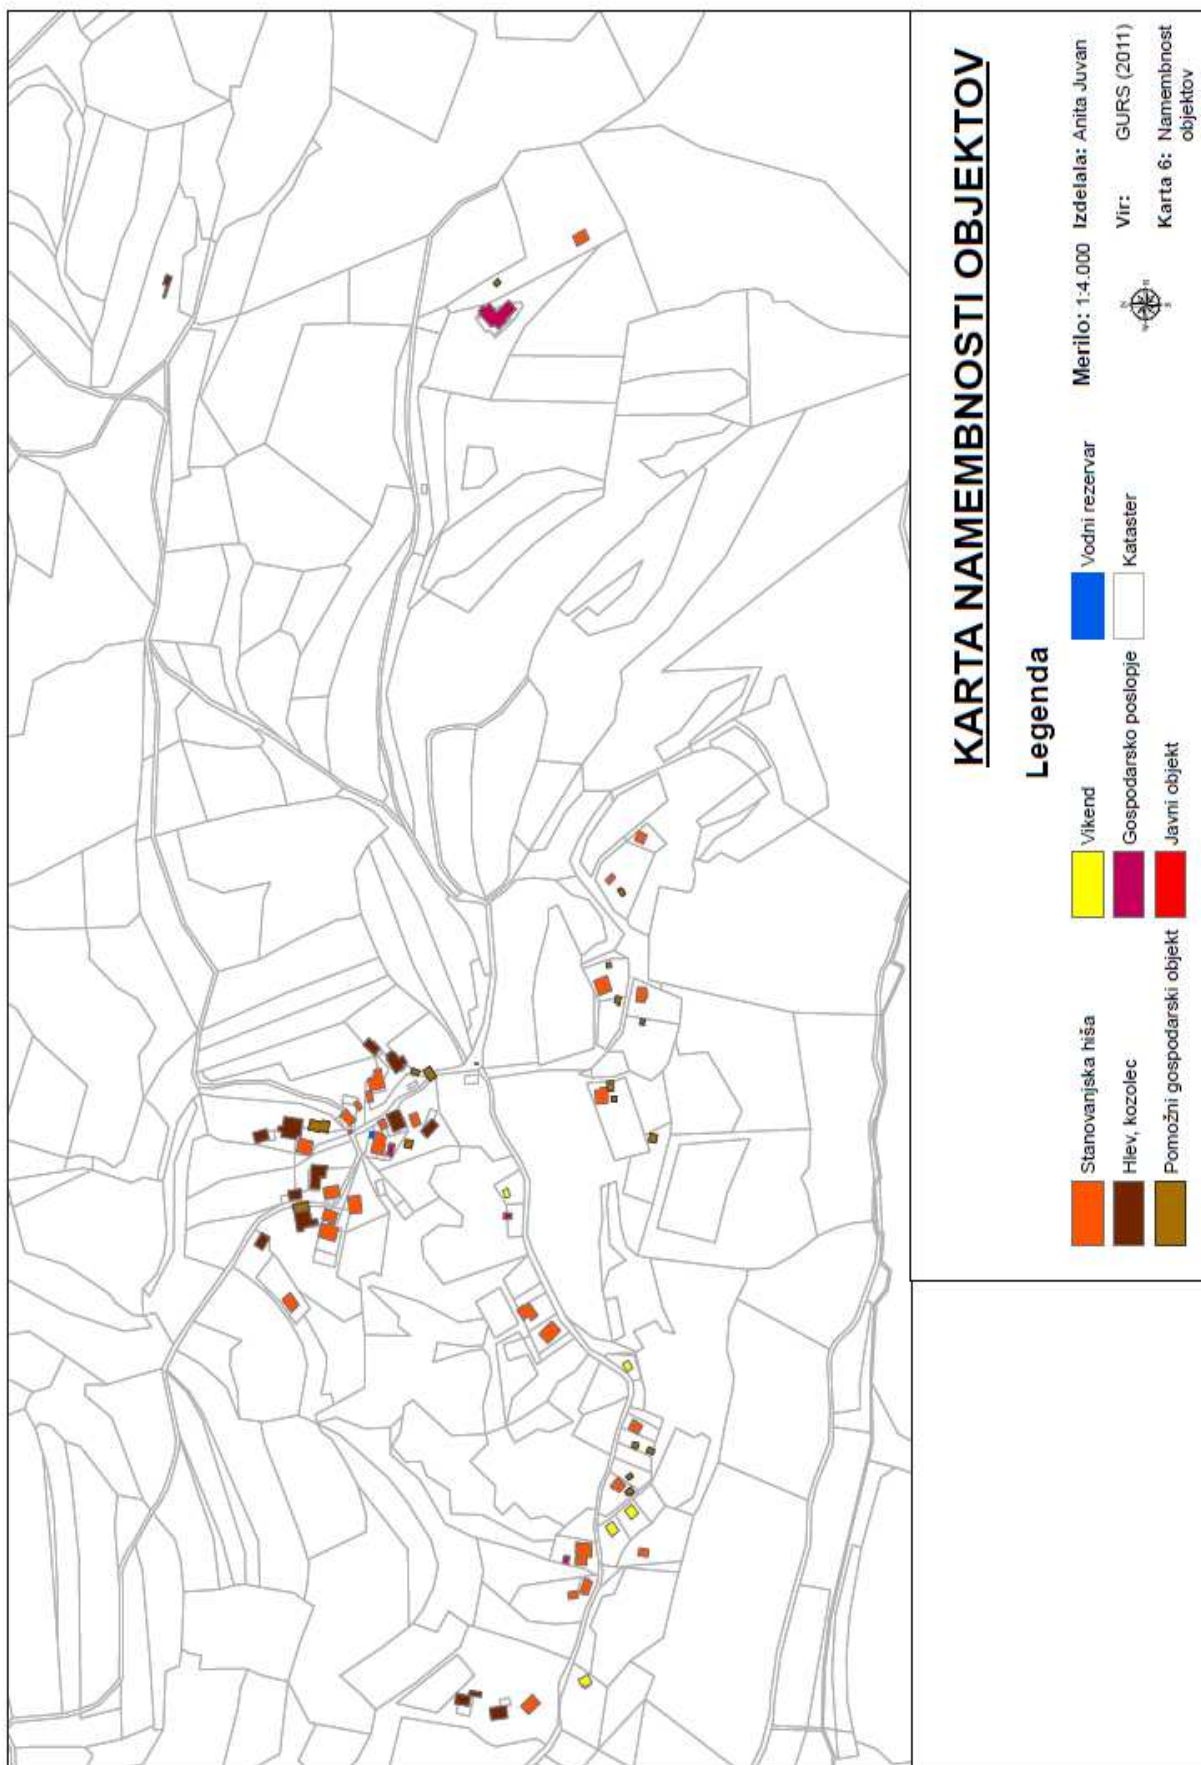 KARTA NAMEMBNOSTI OBJEKTOV
Legenda
Stanovanjska hiša
Hlev, kozolec
Pomožni gospodarski objekt
Vikend
Gospodarsko poslopje
Javni objekt
Vodni rezervar
Kataster
Merilo: 1:4.000
Izdelala: Anita Juvan
Vir: GURS (2011)
Karta 6: Namembnost
objektov